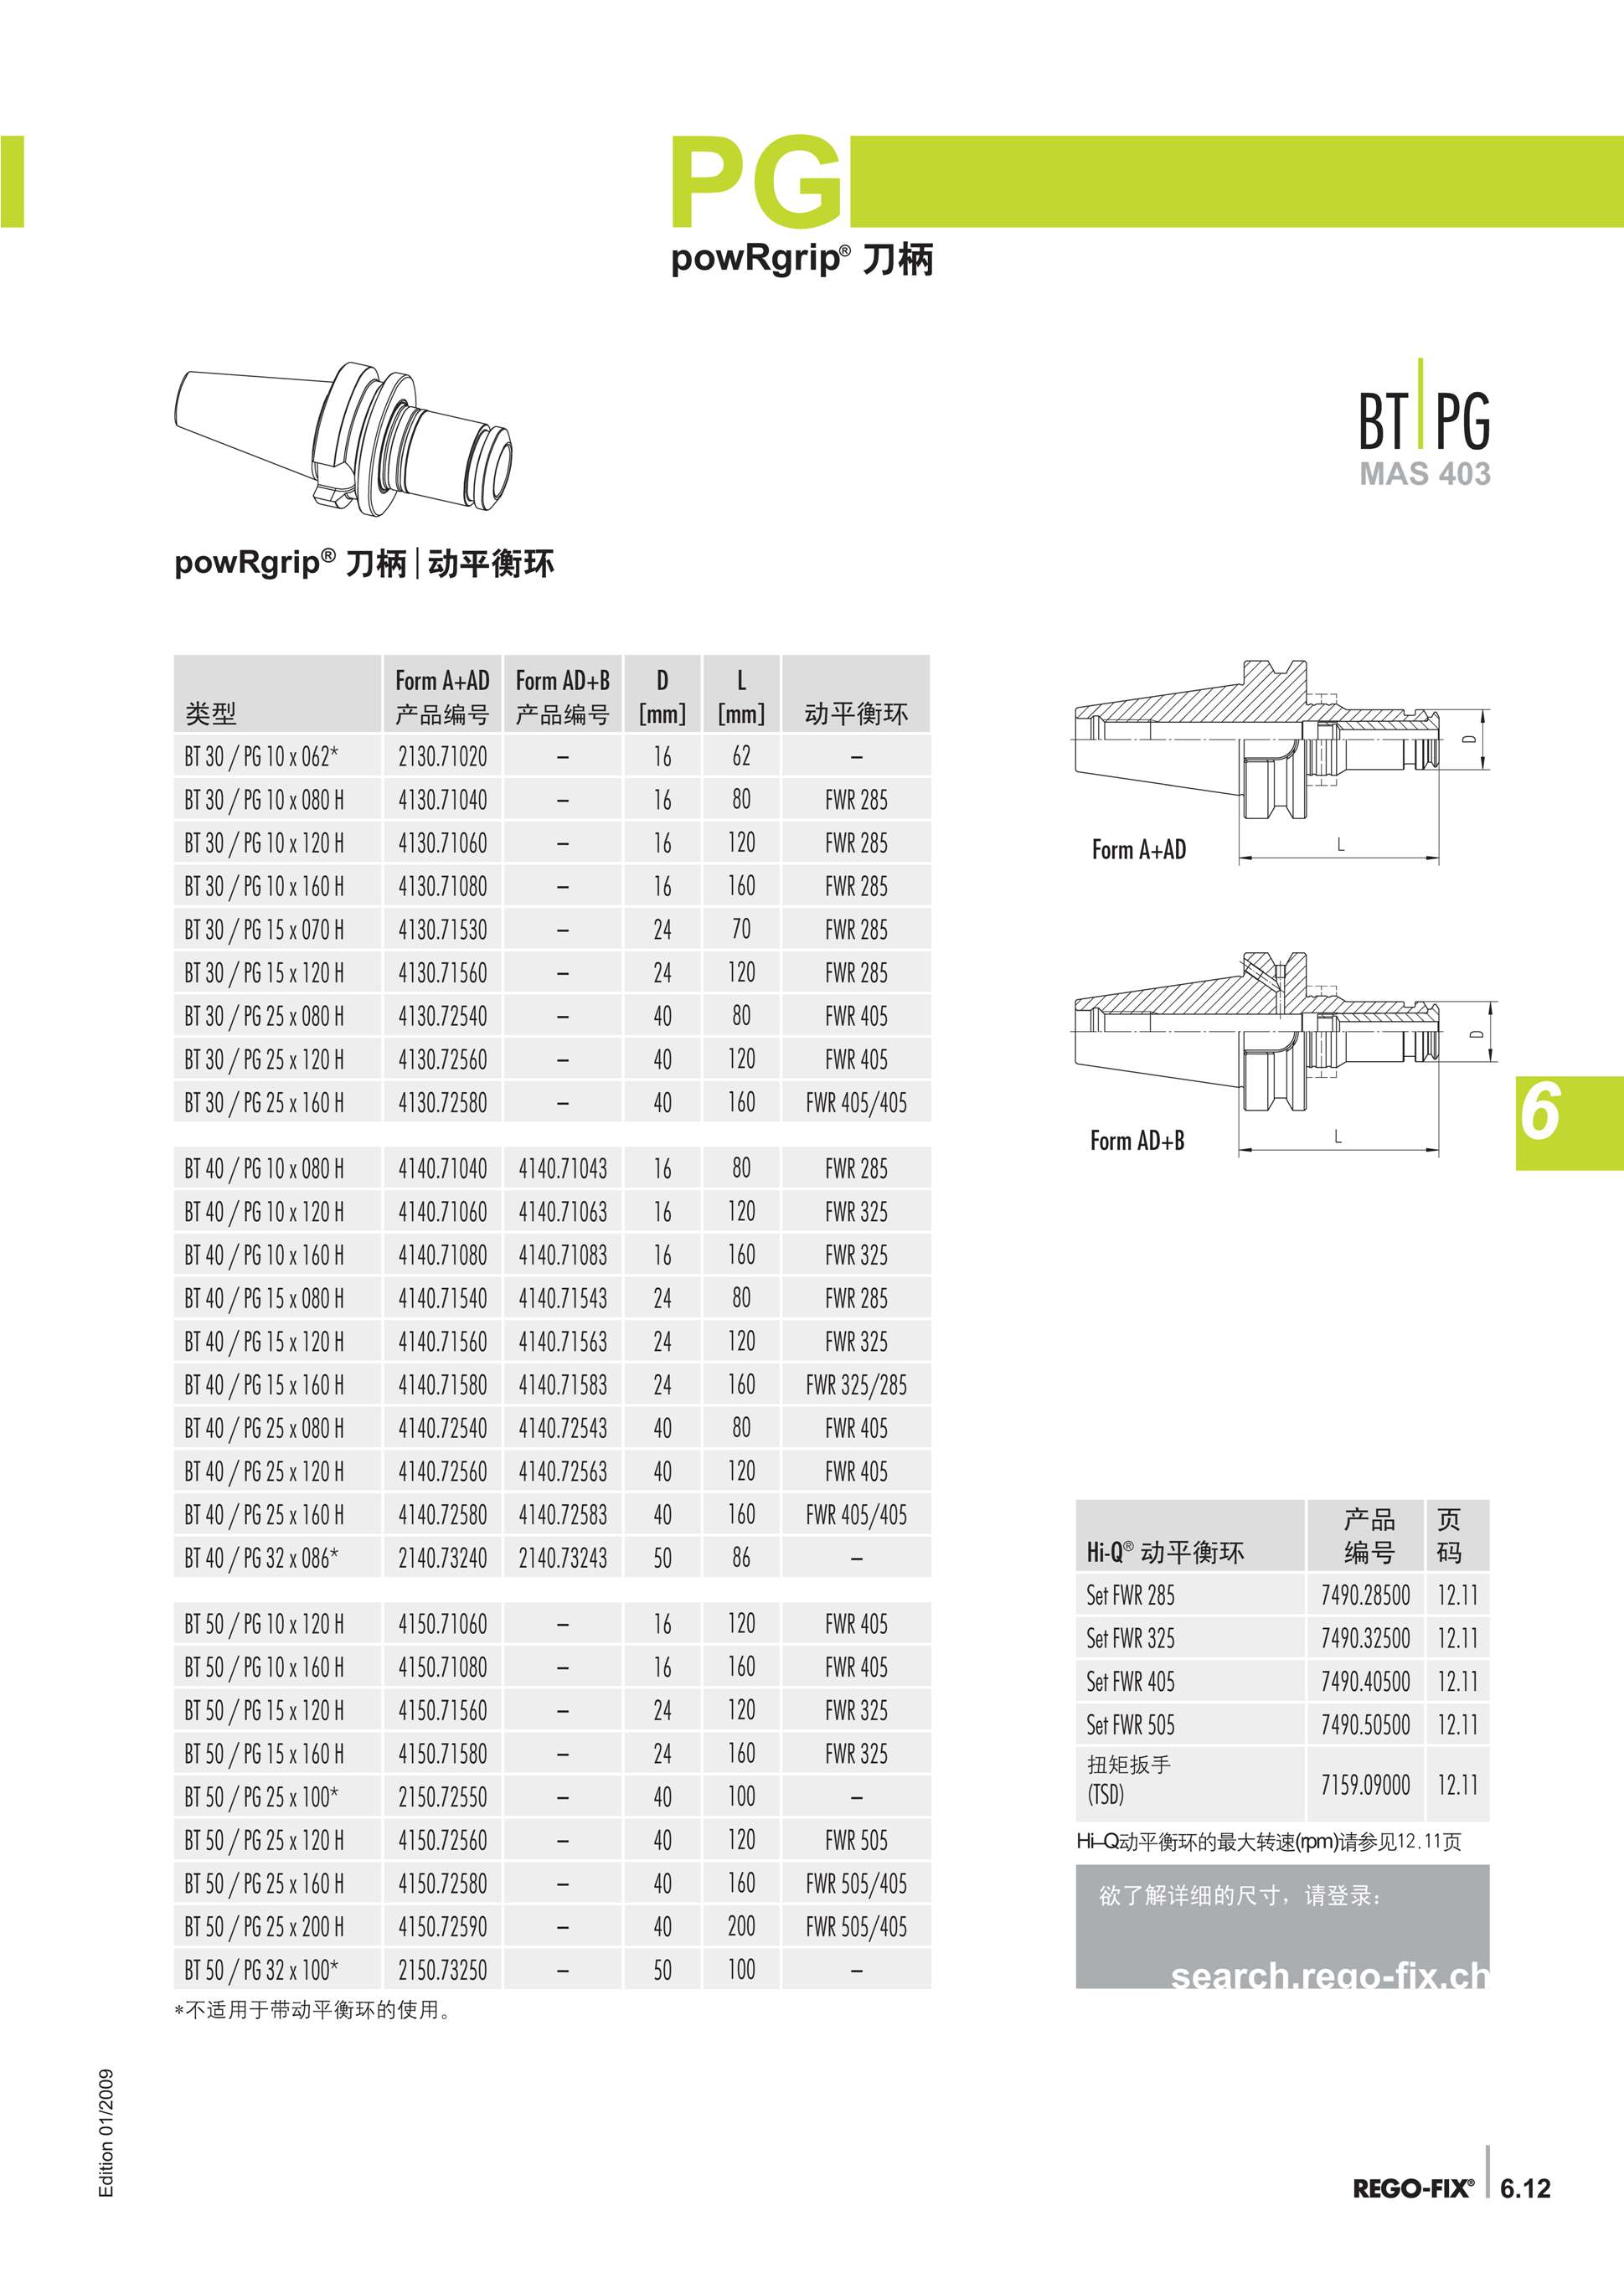 PG
powRgrip® 刀柄
BT|PG
MAS 403
powRgrip® 刀柄|动平衡环
类型 Form A+AD 产品编号 Form AD+B 产品编号 D [mm] L [mm] 动平衡环
BT 30 / PG 10 x 062* 2130.71020 – 16 62 –
BT 30 / PG 10 x 080 H 4130.71040 – 16 80 FWR 285
BT 30 / PG 10 x 120 H 4130.71060 – 16 120 FWR 285
BT 30 / PG 10 x 160 H 4130.71080 – 16 160 FWR 285
BT 30 / PG 15 x 070 H 4130.71530 – 24 70 FWR 285
BT 30 / PG 15 x 120 H 4130.71560 – 24 120 FWR 285
BT 30 / PG 25 x 080 H 4130.72540 – 40 80 FWR 405
BT 30 / PG 25 x 120 H 4130.72560 – 40 120 FWR 405
BT 30 / PG 25 x 160 H 4130.72580 – 40 160 FWR 405/405
BT 40 / PG 10 x 080 H 4140.71040 4140.71043 16 80 FWR 285
BT 40 / PG 10 x 120 H 4140.71060 4140.71063 16 120 FWR 325
BT 40 / PG 10 x 160 H 4140.71080 4140.71083 16 160 FWR 325
BT 40 / PG 15 x 080 H 4140.71540 4140.71543 24 80 FWR 285
BT 40 / PG 15 x 120 H 4140.71560 4140.71563 24 120 FWR 325
BT 40 / PG 15 x 160 H 4140.71580 4140.71583 24 160 FWR 325/285
BT 40 / PG 25 x 080 H 4140.72540 4140.72543 40 80 FWR 405
BT 40 / PG 25 x 120 H 4140.72560 4140.72563 40 120 FWR 405
BT 40 / PG 25 x 160 H 4140.72580 4140.72583 40 160 FWR 405/405
BT 40 / PG 32 x 086* 2140.73240 2140.73243 50 86 –
BT 50 / PG 10 x 120 H 4150.71060 – 16 120 FWR 405
BT 50 / PG 10 x 160 H 4150.71080 – 16 160 FWR 405
BT 50 / PG 15 x 120 H 4150.71560 – 24 120 FWR 325
BT 50 / PG 15 x 160 H 4150.71580 – 24 160 FWR 325
BT 50 / PG 25 x 100* 2150.72550 – 40 100 –
BT 50 / PG 25 x 120 H 4150.72560 – 40 120 FWR 505
BT 50 / PG 25 x 160 H 4150.72580 – 40 160 FWR 505/405
BT 50 / PG 25 x 200 H 4150.72590 – 40 200 FWR 505/405
BT 50 / PG 32 x 100* 2150.73250 – 50 100 –
*不适用于带动平衡环的使用。
D
L
Form A+AD
D
L
Form AD+B
6
Hi-Q® 动平衡环 产品编号 页码
Set FWR 285 7490.28500 12.11
Set FWR 325 7490.32500 12.11
Set FWR 405 7490.40500 12.11
Set FWR 505 7490.50500 12.11
扭矩扳手
(TSD) 7159.09000 12.11
Hi–Q动平衡环的最大转速(rpm)请参见12.11页
欲了解详细的尺寸，请登录：
search.rego-fix.ch
Edition 01/2009
REGO-FIX® 6.12